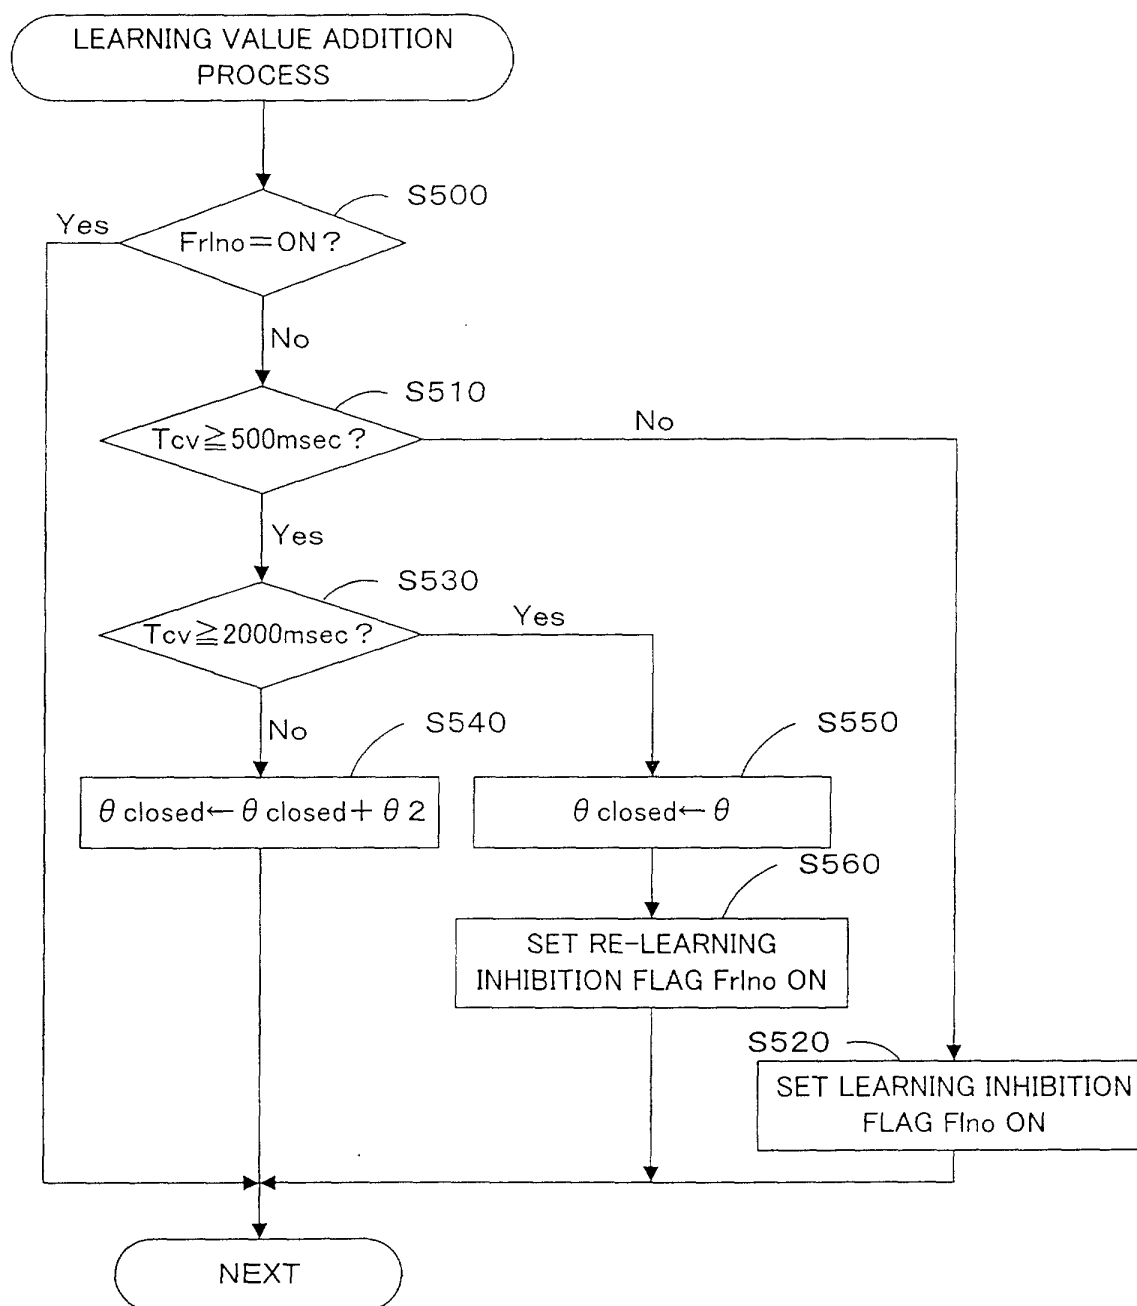 LEARNING VALUE ADDITION
PROCESS
S500
Yes
Frlno=ON?
No
S510
Tcv≧500msec?
No
Yes
S530
Tcv≧2000msec?
Yes
No
S540
S550
θ closed←θ closed+θ2
θ closed←θ
S560
SET RE-LEARNING
INHIBITION FLAG Frlno ON
S520
SET LEARNING INHIBITION
FLAG Flno ON
NEXT